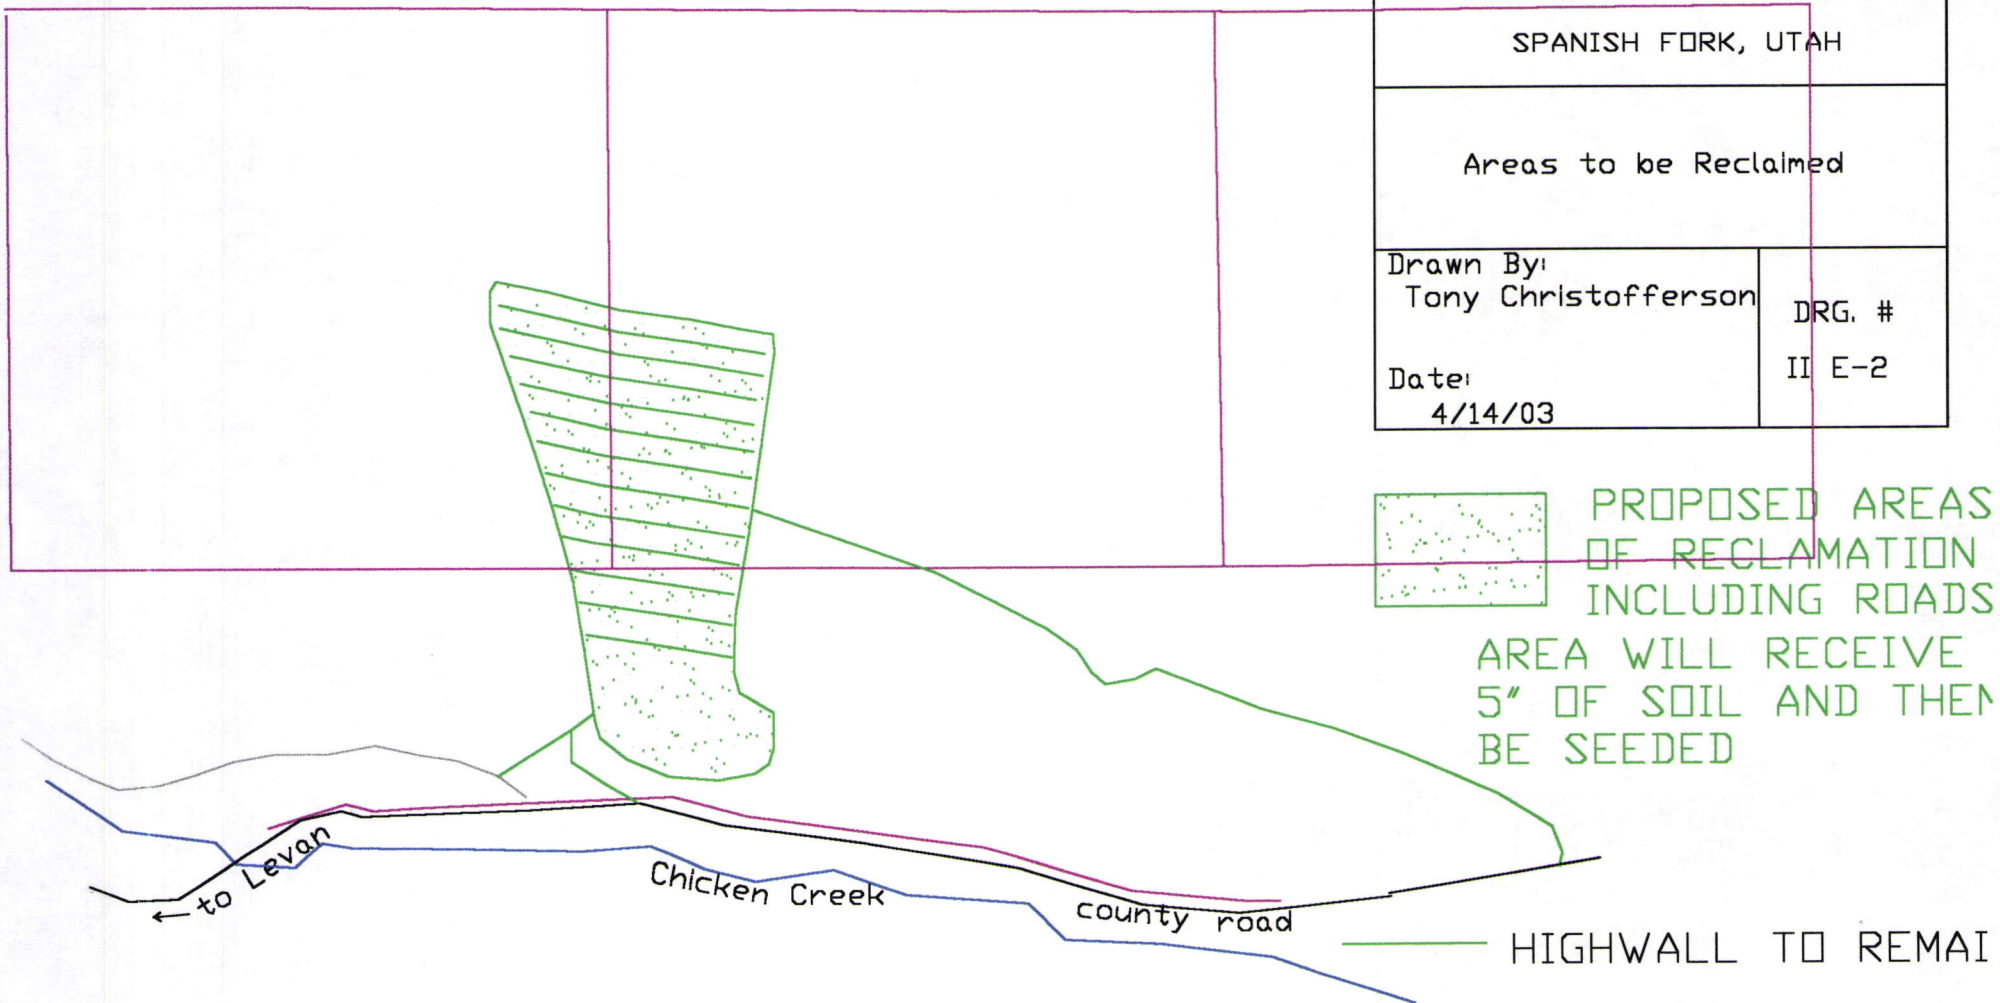 SPANISH FORK, UTAH
Areas to be Reclaimed
Drawn By:
Tony Christofferson
Date:
4/14/03
DRG. #
II E-2
PROPOSED AREAS
OF RECLAMATION
INCLUDING ROADS
AREA WILL RECEIVE
5" OF SOIL AND THEN
BE SEEDED
← to Levan
Chicken Creek
county road
HIGHWALL TO REMAI